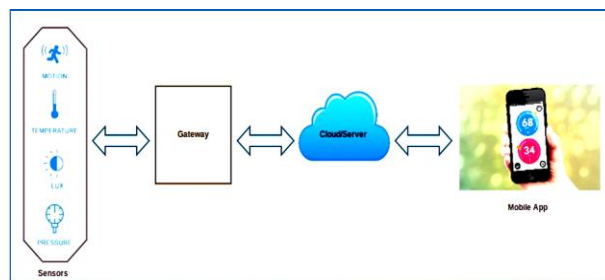 MOTION
TEMPERATURE
LUX
PRESSURE
Sensors
Gateway
Cloud/Server
68
34
Mobile App